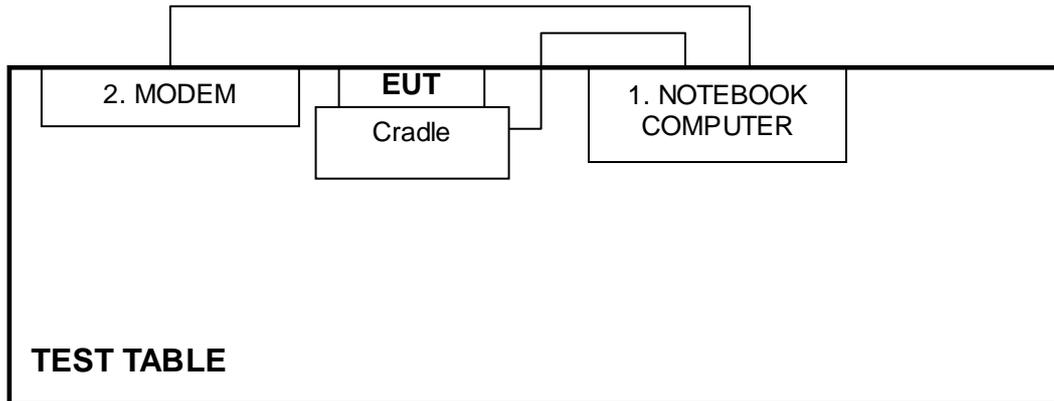 2. MODEM
EUT
Cradle
1. NOTEBOOK
COMPUTER
TEST TABLE